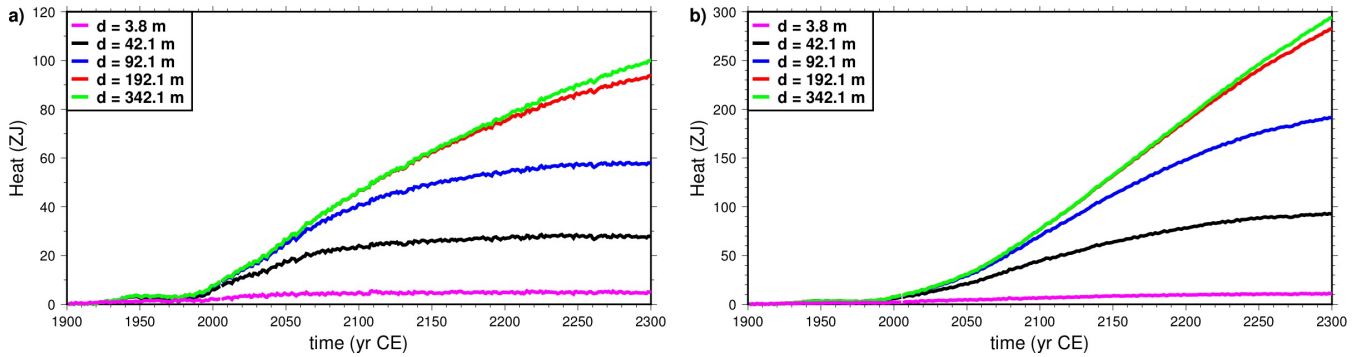 a)
120
100
80
60
40
20
0
Heat (ZJ)
d = 3.8 m
d = 42.1 m
d = 92.1 m
d = 192.1 m
d = 342.1 m
1900 1950 2000 2050 2100 2150 2200 2250 2300
time (yr CE)
b)
300
250
200
150
100
50
0
Heat (ZJ)
d = 3.8 m
d = 42.1 m
d = 92.1 m
d = 192.1 m
d = 342.1 m
1900 1950 2000 2050 2100 2150 2200 2250 2300
time (yr CE)